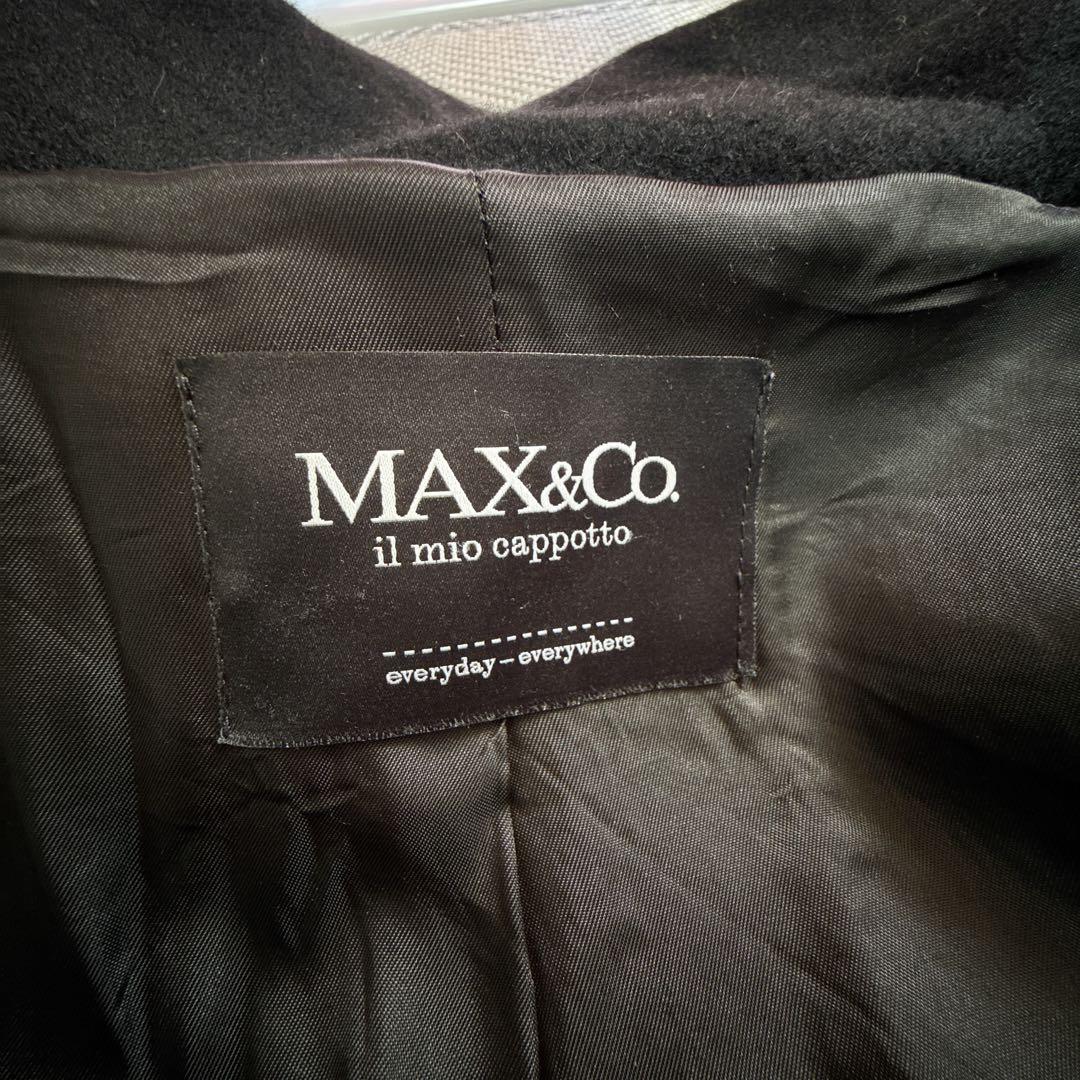 MAX&Co.
il mio cappotto
everyday – everywhere